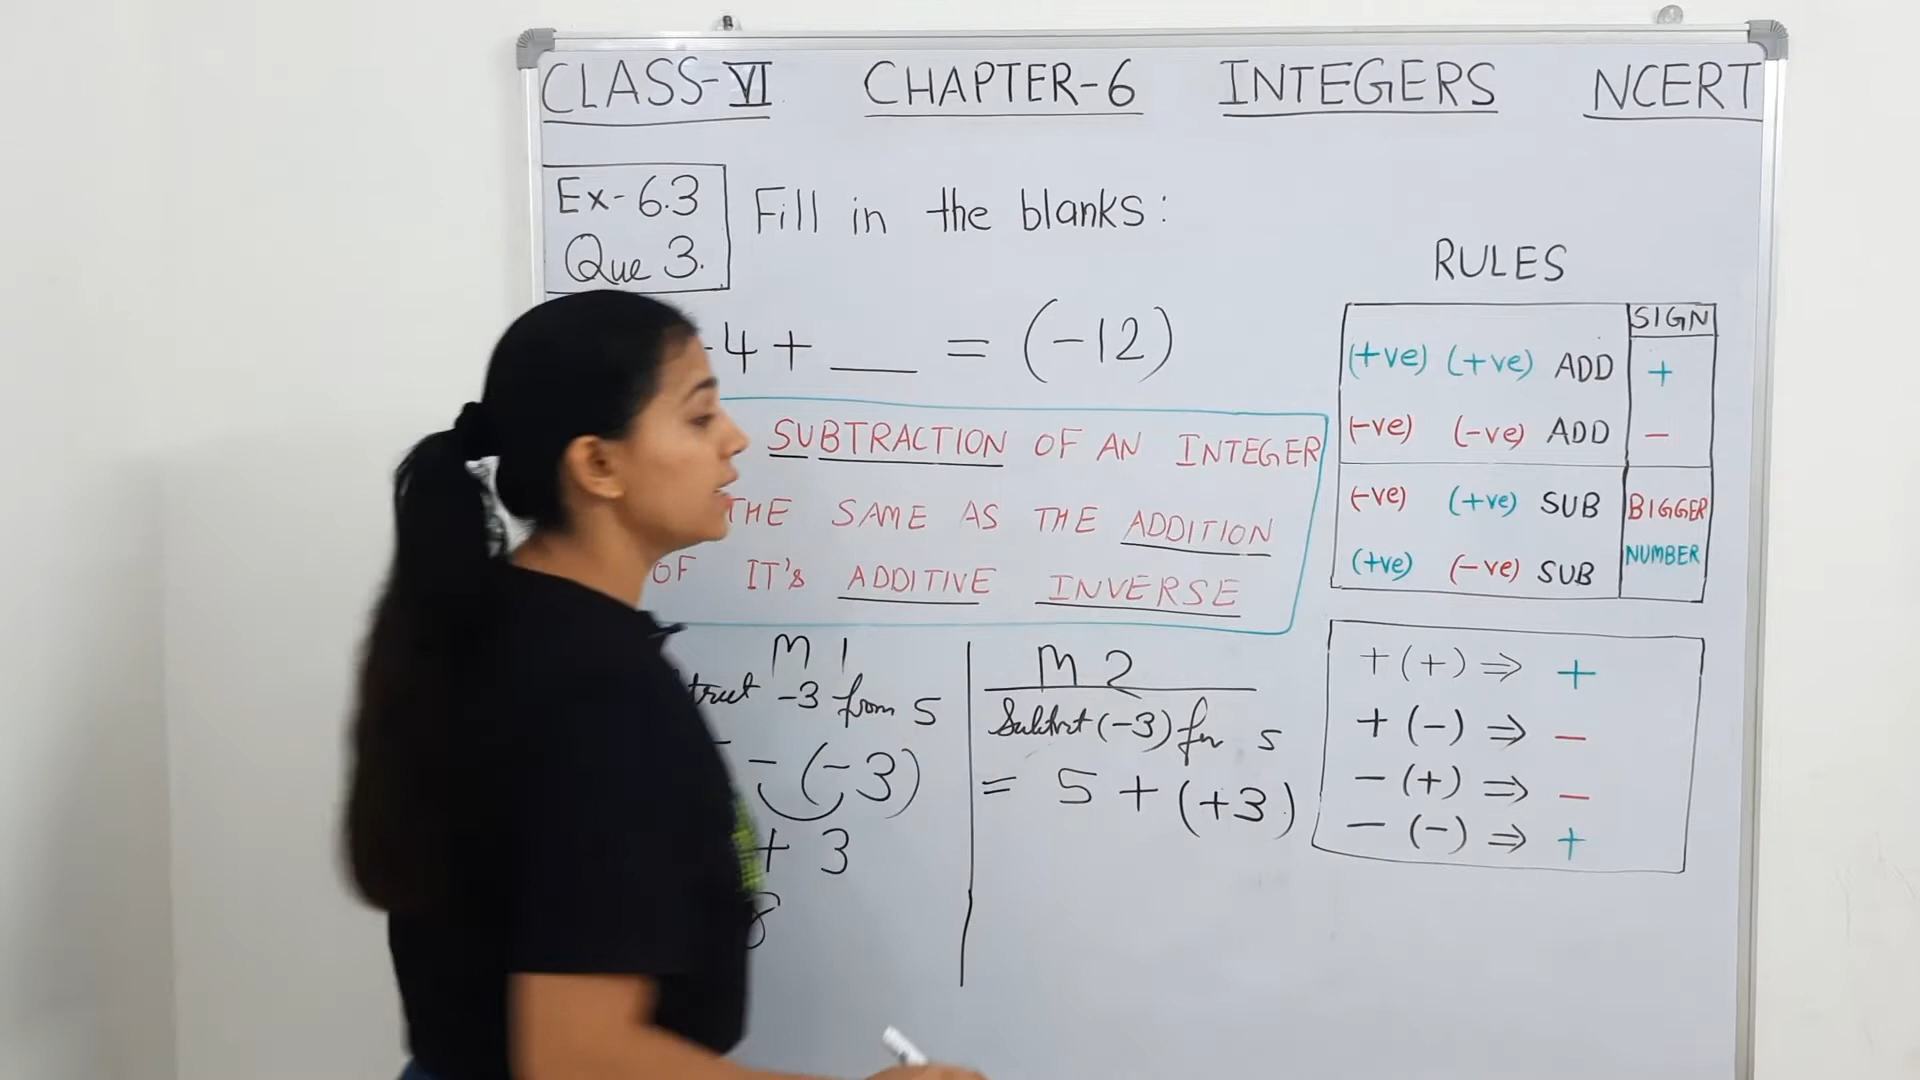 CLASS-VI CHAPTER-6 INTEGERS NCERT
Ex-6.3
Que 3.
Fill in the blanks:
-4 + ___ = (-12)
SUBTRACTION OF AN INTEGER
THE SAME AS THE ADDITION
OF IT'S ADDITIVE INVERSE
M 1
-3 from 5
- (-3)
+ 3
8
M 2
Subtrct (-3) for 5
= 5 + (+3)
RULES
SIGN
(+ve) (+ve) ADD +
(-ve) (-ve) ADD -
(-ve) (+ve) SUB BIGGER
(+ve) (-ve) SUB NUMBER
+ (+) ⇒ +
+ (-) ⇒ -
- (+) ⇒ -
- (-) ⇒ +